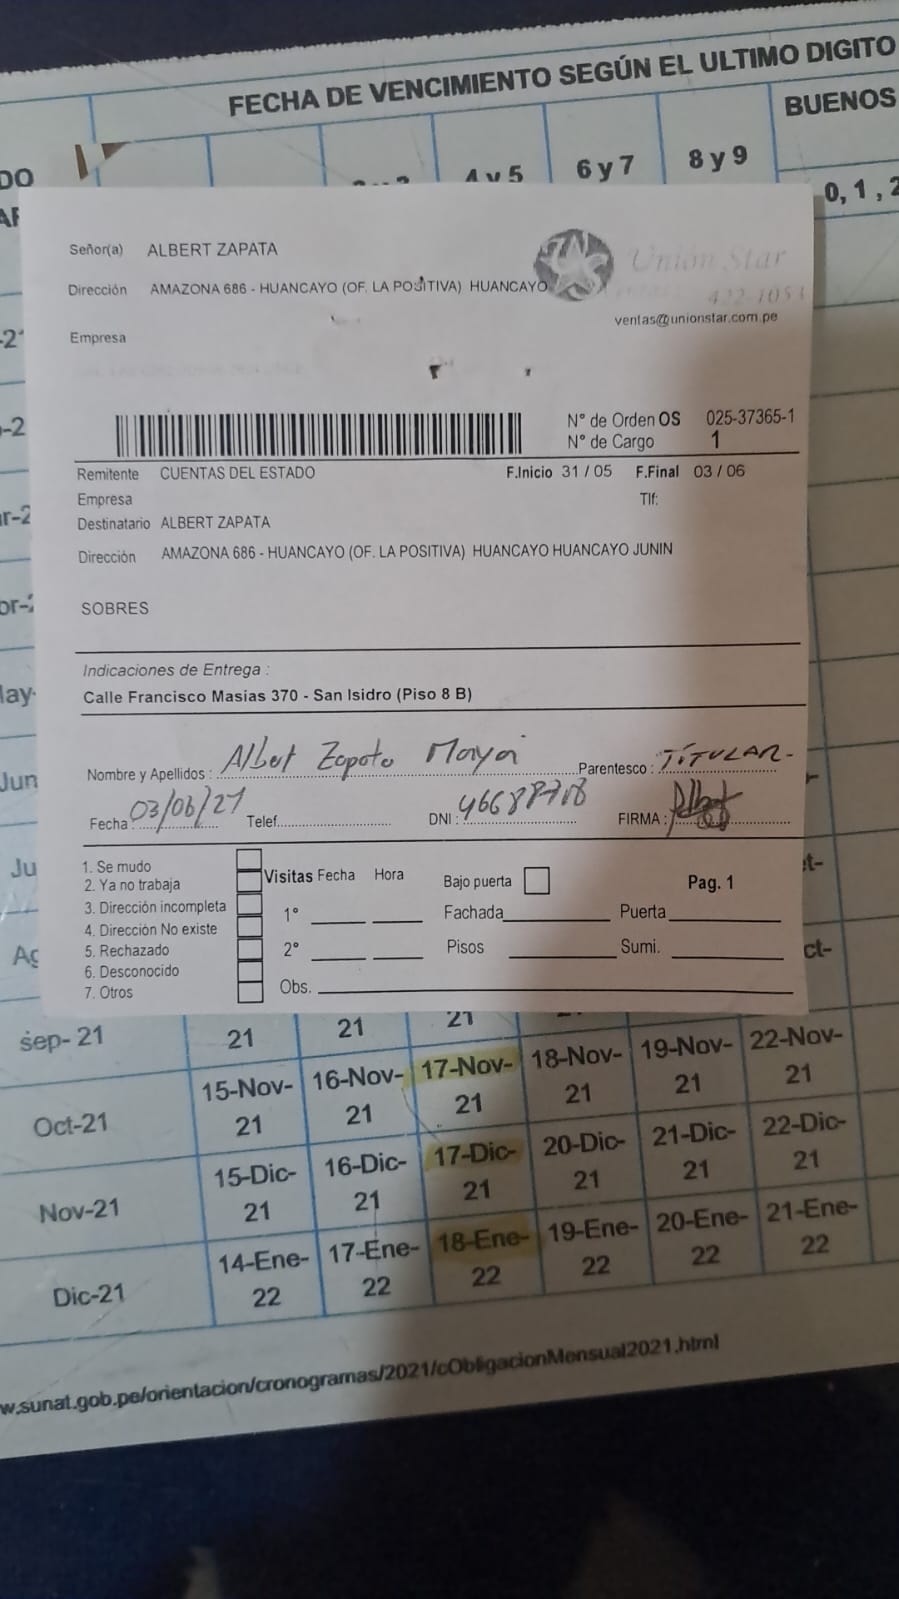 FECHA DE VENCIMIENTO SEGÚN EL ULTIMO DIGITO
BUENOS
DO
4 y 5 6 y 7 8 y 9
0, 1 , 2
Señor(a) ALBERT ZAPATA
Unión Star
Dirección AMAZONA 686 - HUANCAYO (OF. LA POSITIVA) HUANCAYO
422-1053
ventas@unionstar.com.pe
Empresa
N° de Orden OS 025-37365-1
N° de Cargo 1
Remitente CUENTAS DEL ESTADO F.Inicio 31 / 05 F.Final 03 / 06
Empresa Tlf:
Destinatario ALBERT ZAPATA
Dirección AMAZONA 686 - HUANCAYO (OF. LA POSITIVA) HUANCAYO HUANCAYO JUNIN
SOBRES
Indicaciones de Entrega :
Calle Francisco Masias 370 - San Isidro (Piso 8 B)
Nombre y Apellidos : Albert Zapata Parentesco : TÍTULAR-
Fecha : 03/06/21 Telef. DNI : FIRMA :
1. Se mudo
2. Ya no trabaja
3. Dirección incompleta
4. Dirección No existe
5. Rechazado
6. Desconocido
7. Otros
Visitas Fecha Hora Bajo puerta Pag. 1
1° Fachada Puerta
2° Pisos Sumi.
Obs.
sep- 21 21 21 21
Oct-21 15-Nov-21 16-Nov-21 17-Nov-21 18-Nov-21 19-Nov-21 22-Nov-21
Nov-21 15-Dic-21 16-Dic-21 17-Dic-21 20-Dic-21 21-Dic-21 22-Dic-21
Dic-21 14-Ene-22 17-Ene-22 18-Ene-22 19-Ene-22 20-Ene-22 21-Ene-22
w.sunat.gob.pe/orientacion/cronogramas/2021/cObligacionMensual2021.html